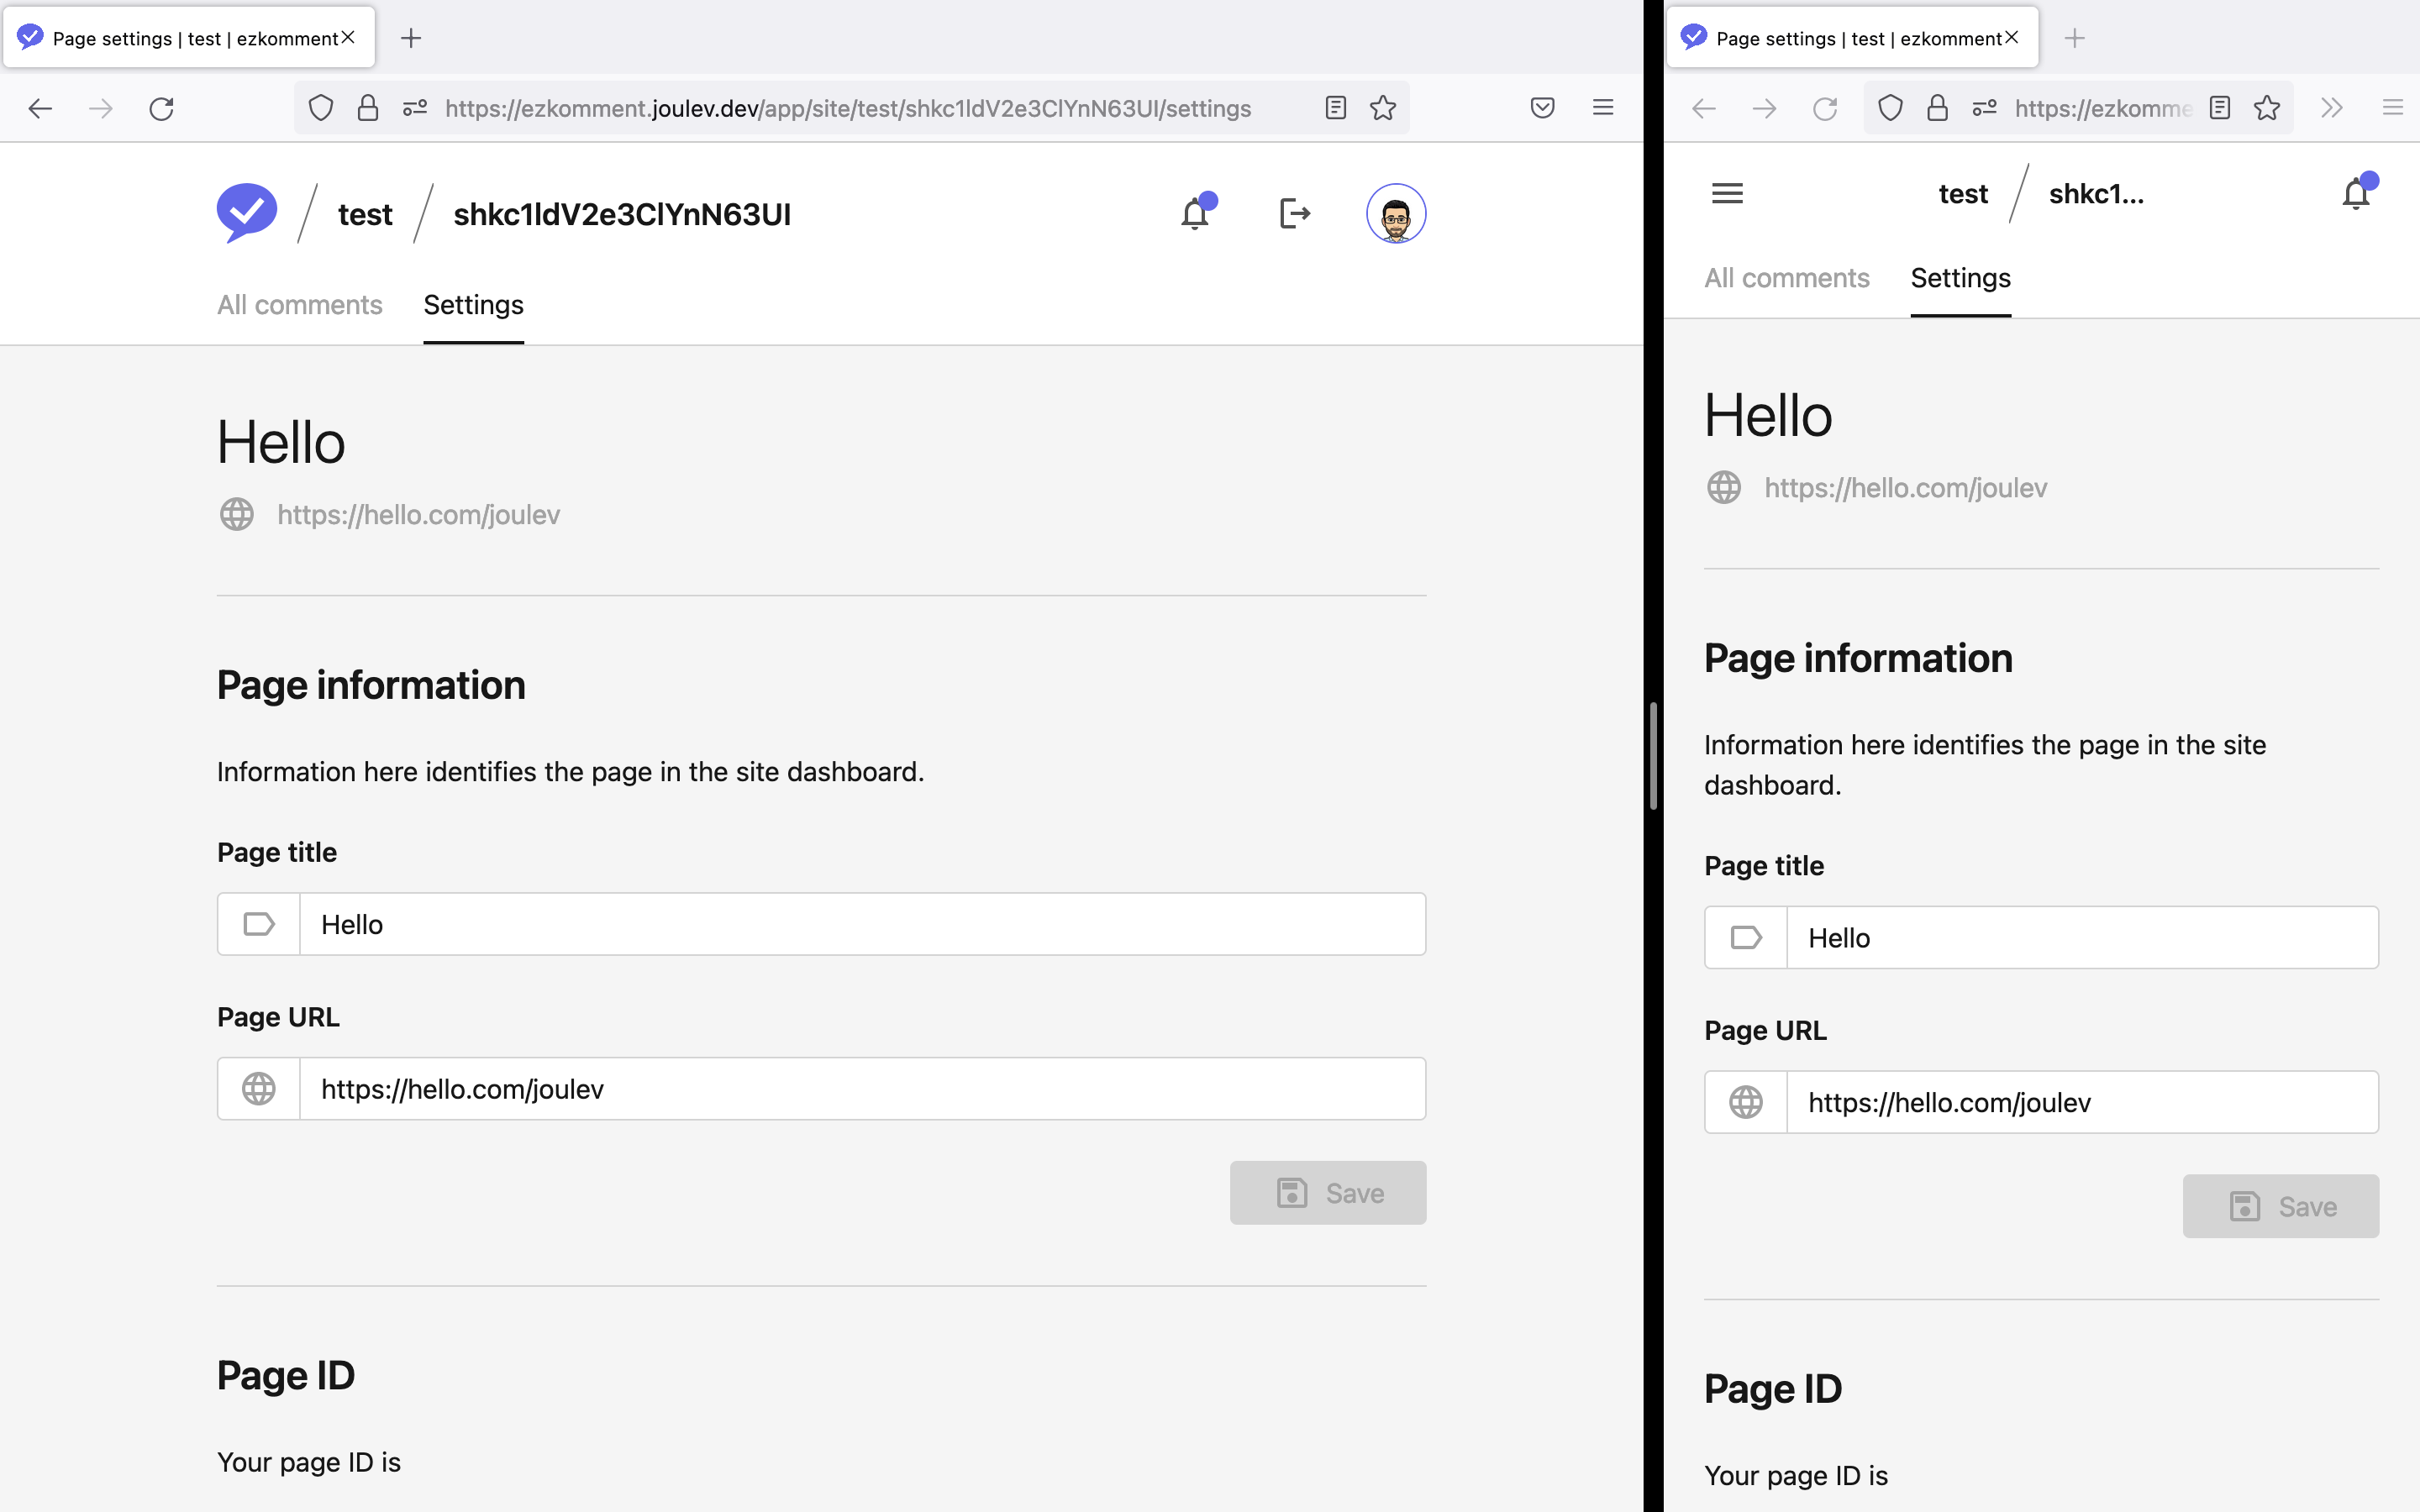 Page settings | test | ezkomment
https://ezkomment.joulev.dev/app/site/test/shkc1ldV2e3ClYnN63UI/settings
test
shkc1ldV2e3ClYnN63UI
All comments
Settings
Hello
https://hello.com/joulev
Page information
Information here identifies the page in the site dashboard.
Page title
Hello
Page URL
https://hello.com/joulev
Save
Page ID
Your page ID is
Page settings | test | ezkomment
https://ezkomme
test
shkc1...
All comments
Settings
Hello
https://hello.com/joulev
Page information
Information here identifies the page in the site
dashboard.
Page title
Hello
Page URL
https://hello.com/joulev
Save
Page ID
Your page ID is